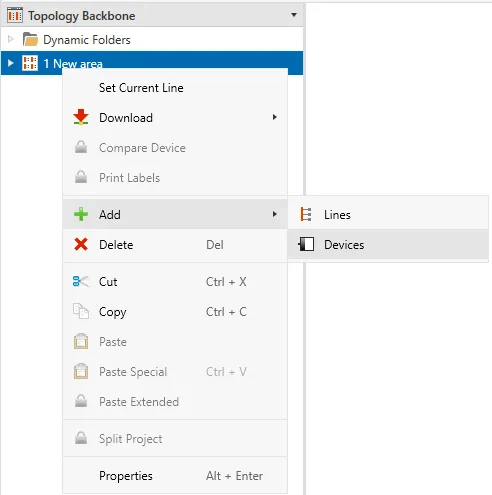 Topology Backbone
Dynamic Folders
1 New area
Set Current Line
Download
Compare Device
Print Labels
Add
Lines
Delete Del
Devices
Cut Ctrl + X
Copy Ctrl + C
Paste
Paste Special Ctrl + V
Paste Extended
Split Project
Properties Alt + Enter